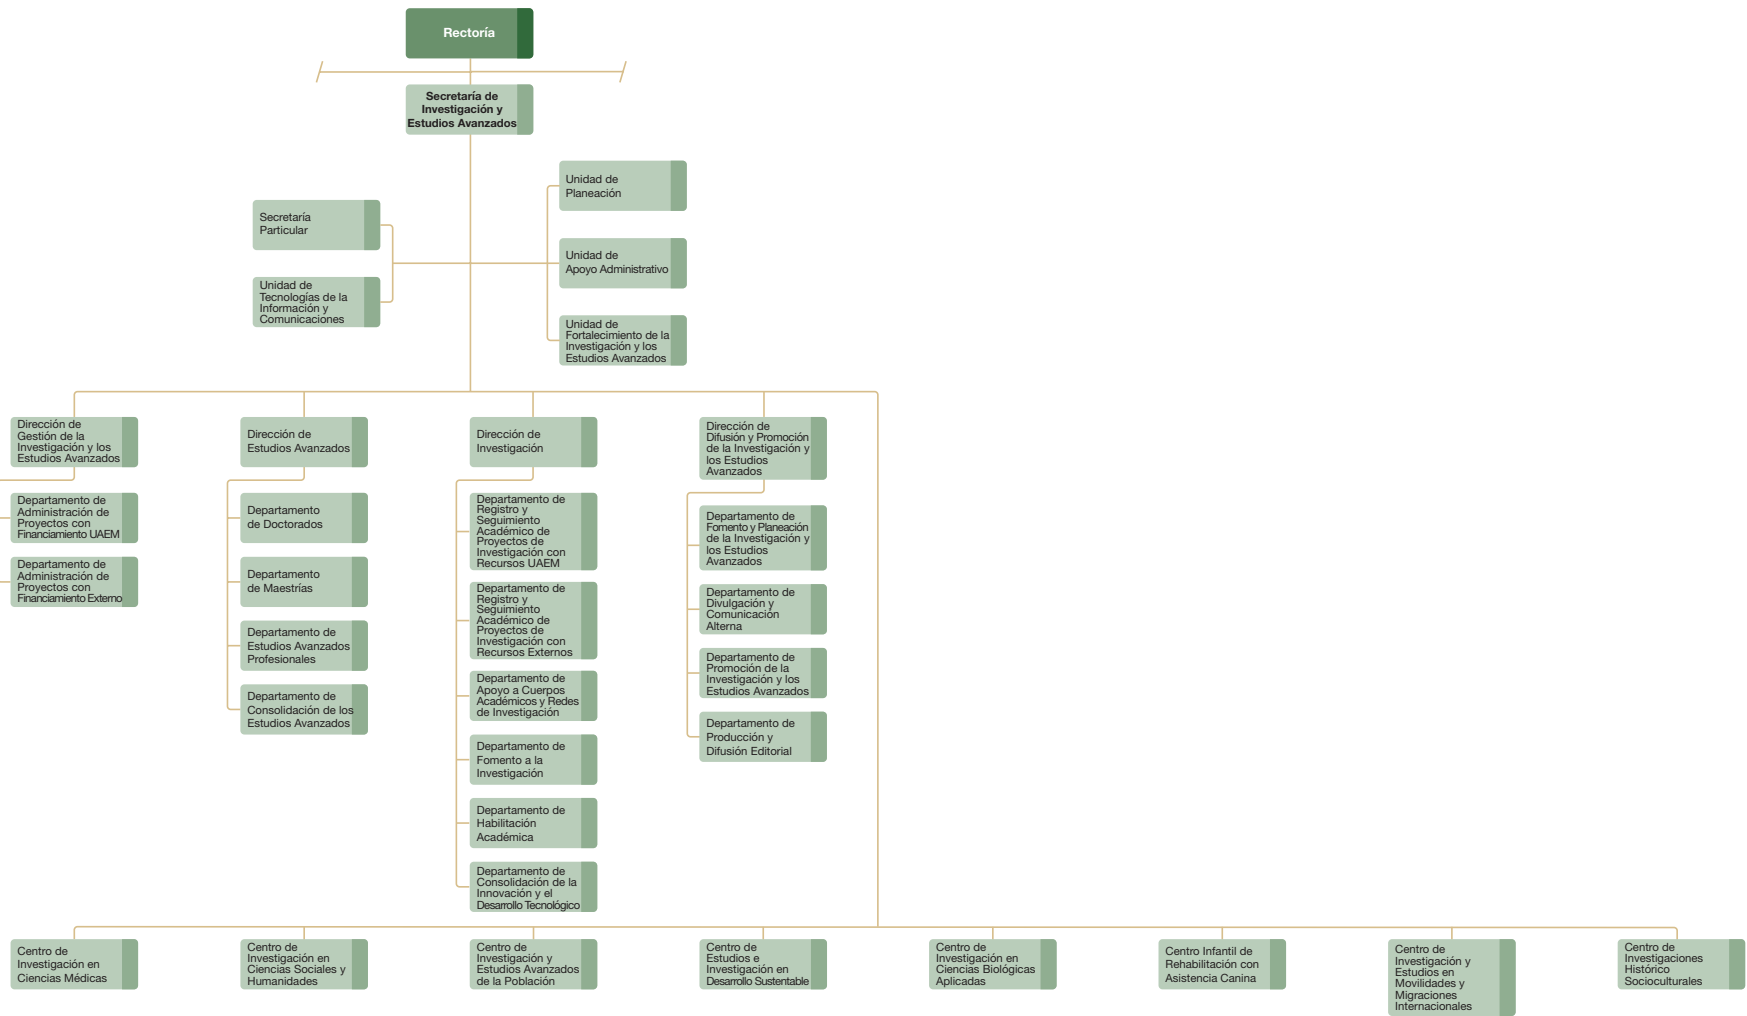 Rectoría
Secretaría de
Investigación y
Estudios Avanzados
Unidad de
Planeación
Secretaría
Particular
Unidad de
Apoyo Administrativo
Unidad de
Tecnologías de la
Información y
Comunicaciones
Unidad de
Fortalecimiento de la
Investigación y los
Estudios Avanzados
Dirección de
Gestión de la
Investigación y los
Estudios Avanzados
Departamento de
Administración de
Proyectos con
Financiamiento UAEM
Departamento de
Administración de
Proyectos con
Financiamiento Externo
Dirección de
Estudios Avanzados
Departamento
de Doctorados
Departamento
de Maestrías
Departamento de
Estudios Avanzados
Profesionales
Departamento de
Consolidación de los
Estudios Avanzados
Dirección de
Investigación
Departamento de
Registro y
Seguimiento
Académico de
Proyectos de
Investigación con
Recursos UAEM
Departamento de
Registro y
Seguimiento
Académico de
Proyectos de
Investigación con
Recursos Externos
Departamento de
Apoyo a Cuerpos
Académicos y Redes
de Investigación
Departamento de
Fomento a la
Investigación
Departamento de
Habilitación
Académica
Departamento de
Consolidación de la
Innovación y el
Desarrollo Tecnológico
Dirección de
Difusión y Promoción
de la Investigación y
los Estudios
Avanzados
Departamento de
Fomento y Planeación
de la Investigación y
los Estudios
Avanzados
Departamento de
Divulgación y
Comunicación
Alterna
Departamento de
Promoción de la
Investigación y los
Estudios Avanzados
Departamento de
Producción y
Difusión Editorial
Centro de
Investigación en
Ciencias Médicas
Centro de
Investigación en
Ciencias Sociales y
Humanidades
Centro de
Investigación y
Estudios Avanzados
de la Población
Centro de
Estudios e
Investigación en
Desarrollo Sustentable
Centro de
Investigación en
Ciencias Biológicas
Aplicadas
Centro Infantil de
Rehabilitación con
Asistencia Canina
Centro de
Investigación y
Estudios en
Movilidades y
Migraciones
Internacionales
Centro de
Investigaciones
Histórico
Socioculturales